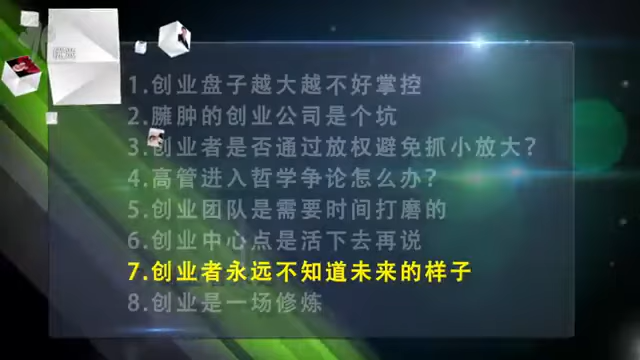 1.创业盘子越大越不好掌控
2.臃肿的创业公司是个坑
3.创业者是否通过放权避免抓小放大?
4.高管进入哲学争论怎么办?
5.创业团队是需要时间打磨的
6.创业中心点是活下去再说
7.创业者永远不知道未来的样子
8.创业是一场修炼